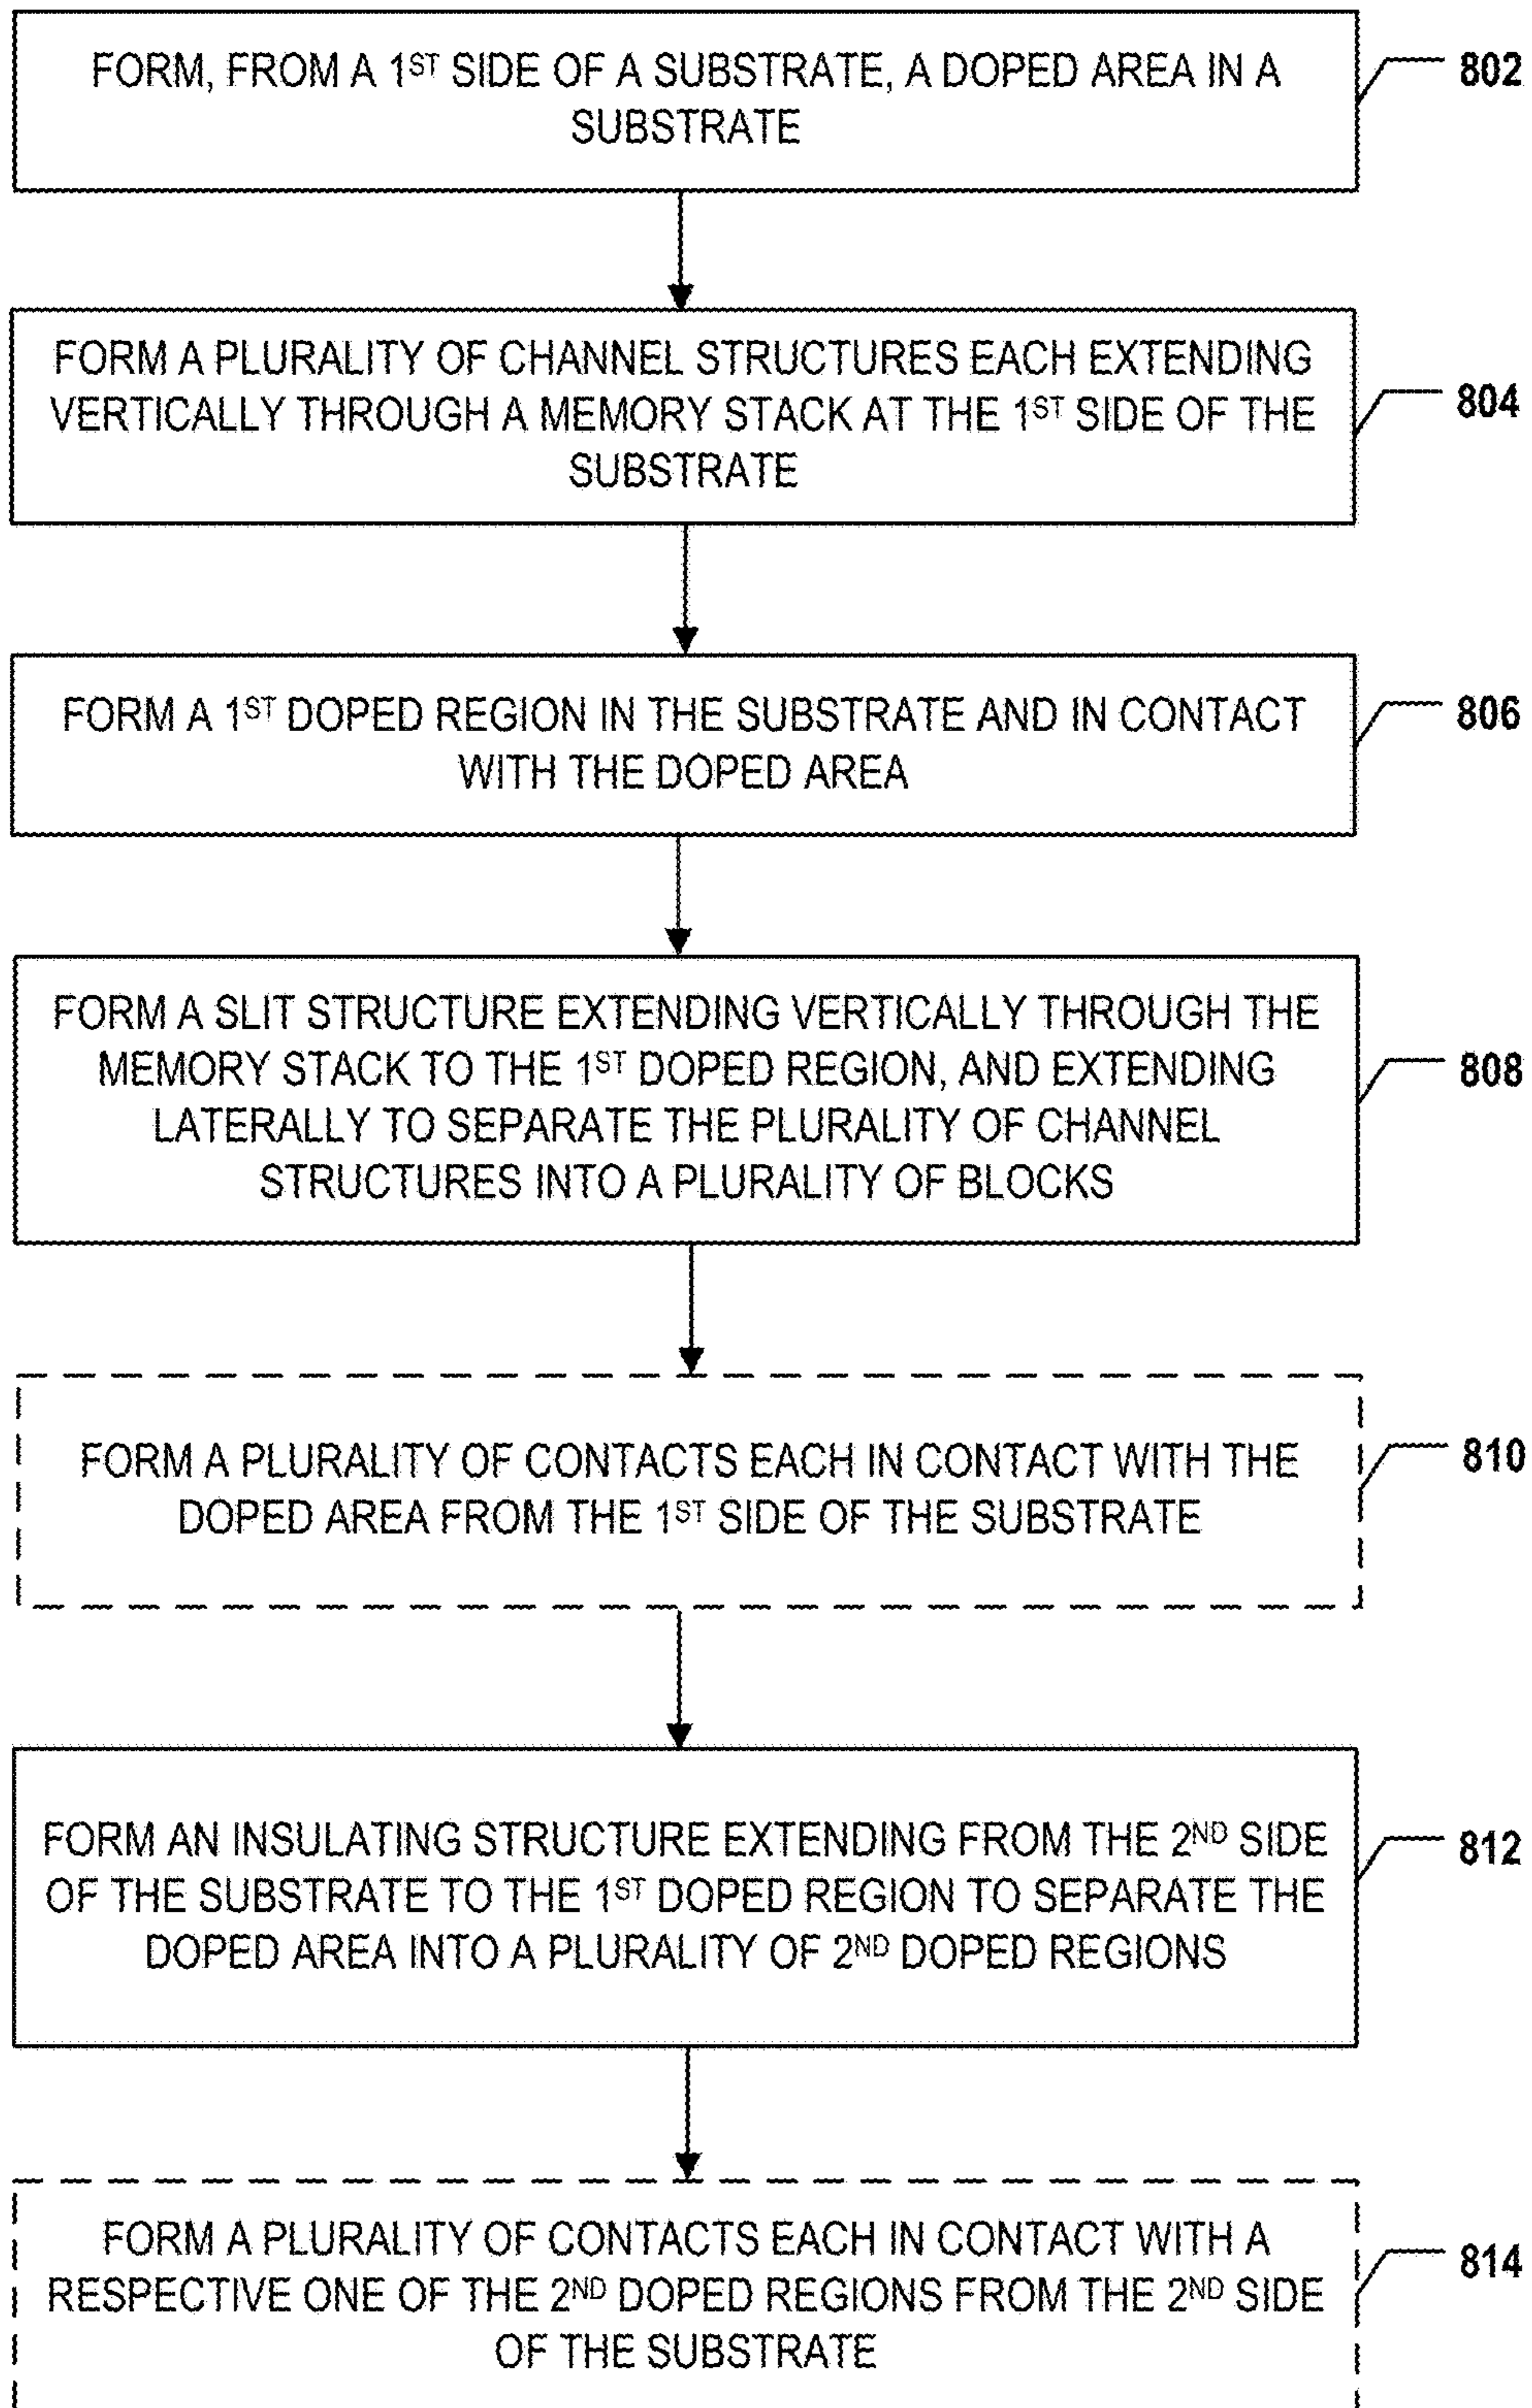 FORM, FROM A 1ST SIDE OF A SUBSTRATE, A DOPED AREA IN A
SUBSTRATE
802
FORM A PLURALITY OF CHANNEL STRUCTURES EACH EXTENDING
VERTICALLY THROUGH A MEMORY STACK AT THE 1ST SIDE OF THE
SUBSTRATE
804
FORM A 1ST DOPED REGION IN THE SUBSTRATE AND IN CONTACT
WITH THE DOPED AREA
806
FORM A SLIT STRUCTURE EXTENDING VERTICALLY THROUGH THE
MEMORY STACK TO THE 1ST DOPED REGION, AND EXTENDING
LATERALLY TO SEPARATE THE PLURALITY OF CHANNEL
STRUCTURES INTO A PLURALITY OF BLOCKS
808
FORM A PLURALITY OF CONTACTS EACH IN CONTACT WITH THE
DOPED AREA FROM THE 1ST SIDE OF THE SUBSTRATE
810
FORM AN INSULATING STRUCTURE EXTENDING FROM THE 2ND SIDE
OF THE SUBSTRATE TO THE 1ST DOPED REGION TO SEPARATE THE
DOPED AREA INTO A PLURALITY OF 2ND DOPED REGIONS
812
FORM A PLURALITY OF CONTACTS EACH IN CONTACT WITH A
RESPECTIVE ONE OF THE 2ND DOPED REGIONS FROM THE 2ND SIDE
OF THE SUBSTRATE
814